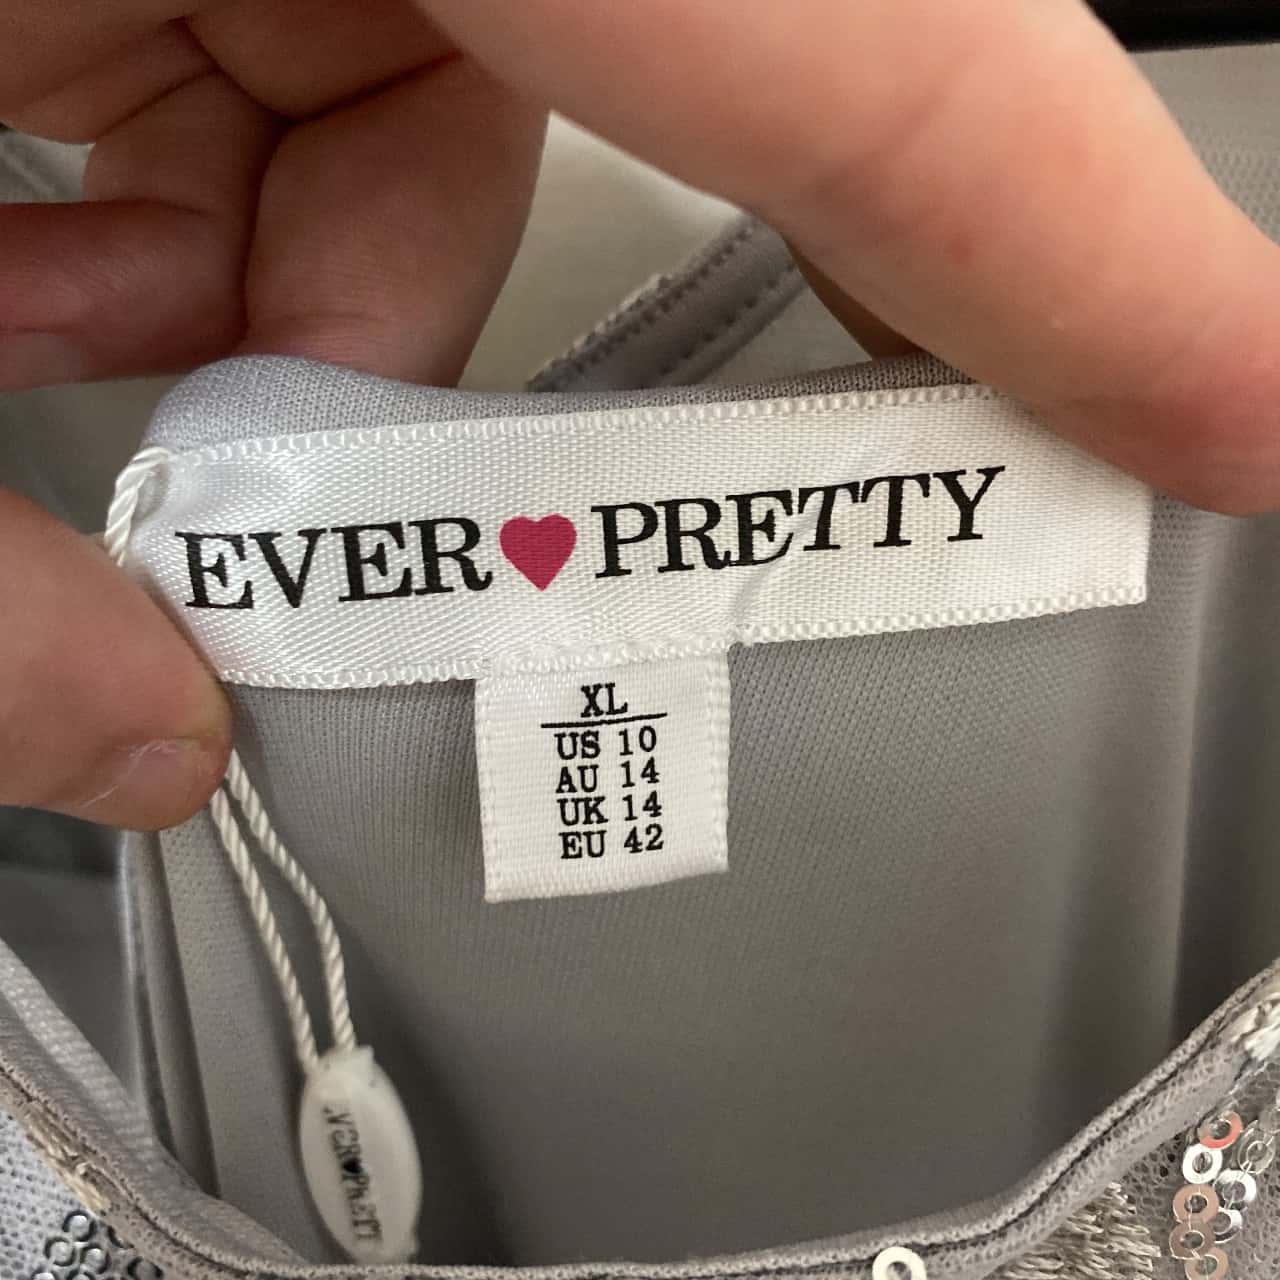 EVER♥PRETTY
XL
US 10
AU 14
UK 14
EU 42